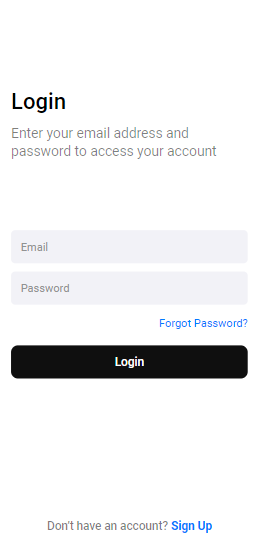 Login
Enter your email address and
password to access your account
Email
Password
Forgot Password?
Login
Don't have an account? Sign Up